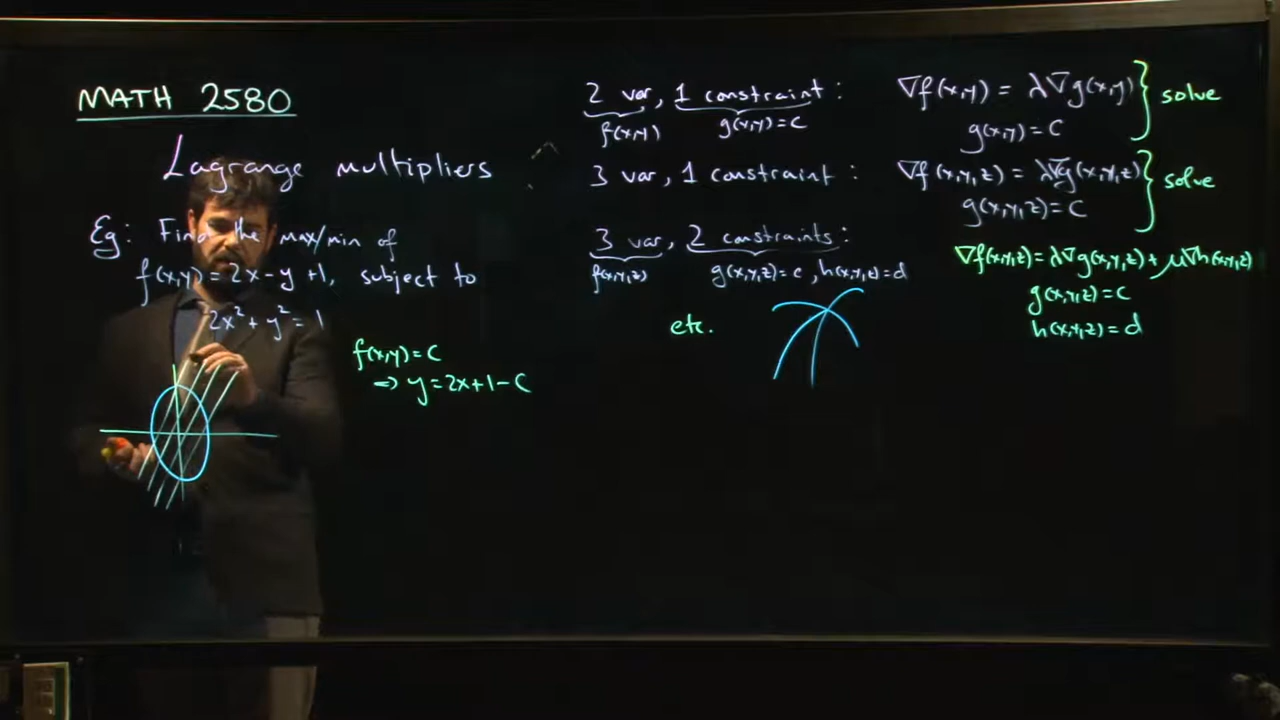 MATH 2580
Lagrange multipliers
Eg: Find the max/min of
f(x,y) = 2x-y+1, subject to
2x²+y² = 1
f(x,y) = C
⇒ y = 2x+1-C
2 var, 1 constraint :
f(x,y) g(x,y) = C
∇f(x,y) = λ∇g(x,y)
g(x,y) = C
} solve
3 var, 1 constraint :
∇f(x,y,z) = λ∇g(x,y,z)
g(x,y,z) = C
} solve
3 var, 2 constraints :
f(x,y,z) g(x,y,z) = c, h(x,y,z) = d
∇f(x,y,z) = λ∇g(x,y,z) + μ∇h(x,y,z)
g(x,y,z) = c
h(x,y,z) = d
etc.